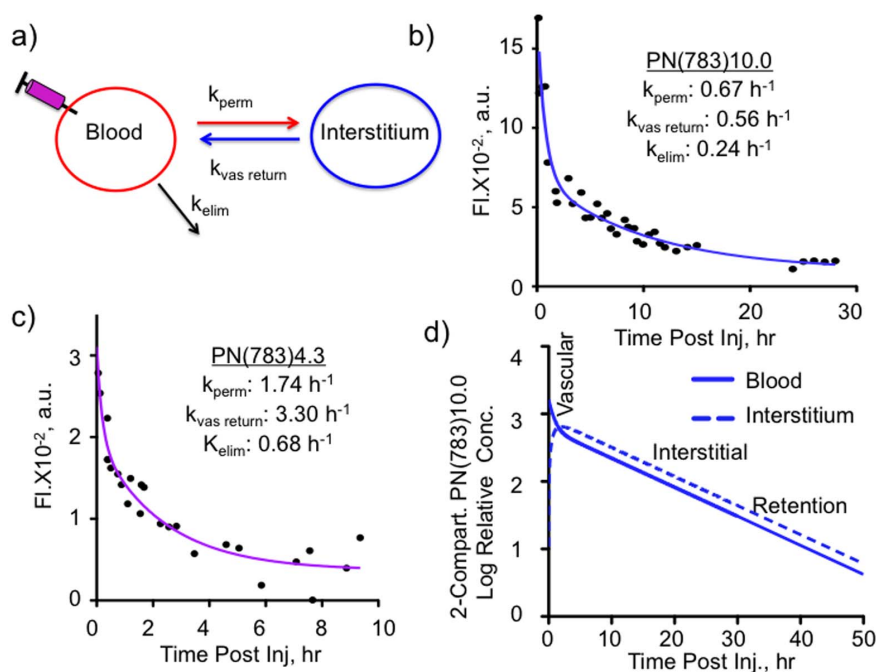 a)
Blood
k_perm
Interstitium
k_vas return
k_elim
b)
PN(783)10.0
k_perm: 0.67 h⁻¹
k_vas return: 0.56 h⁻¹
k_elim: 0.24 h⁻¹
FI.X10⁻²., a.u.
15
10
5
0
0 10 20 30
Time Post Inj, hr
c)
PN(783)4.3
k_perm: 1.74 h⁻¹
k_vas return: 3.30 h⁻¹
K_elim: 0.68 h⁻¹
FI.X10⁻², a.u.
3
2
1
0
0 2 4 6 8 10
Time Post Inj, hr
d)
2-Compart. PN(783)10.0
Log Relative Conc.
4
3
2
1
0
Vascular
Blood
Interstitium
Interstitial
Retention
0 10 20 30 40 50
Time Post Inj., hr